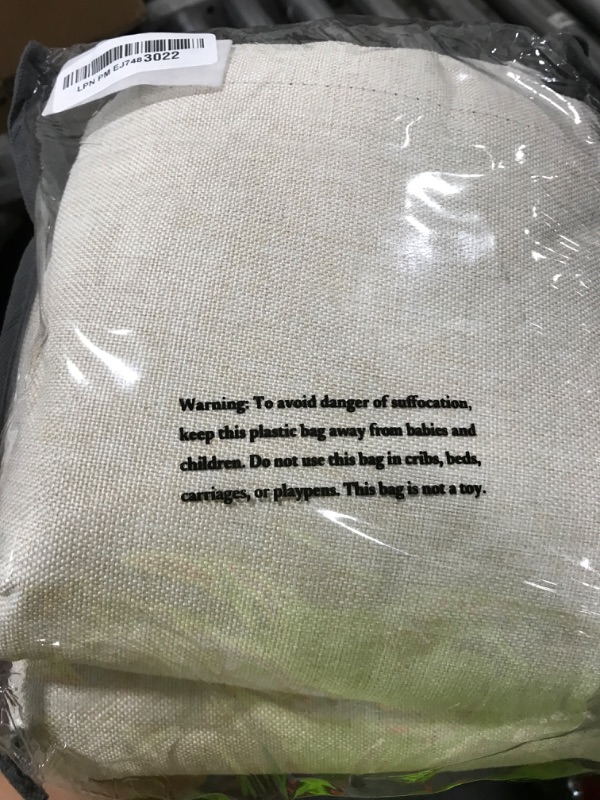 LPN PM EJ7483022
Warning: To avoid danger of suffocation,
keep this plastic bag away from babies and
children. Do not use this bag in cribs, beds,
carriages, or playpens. This bag is not a toy.